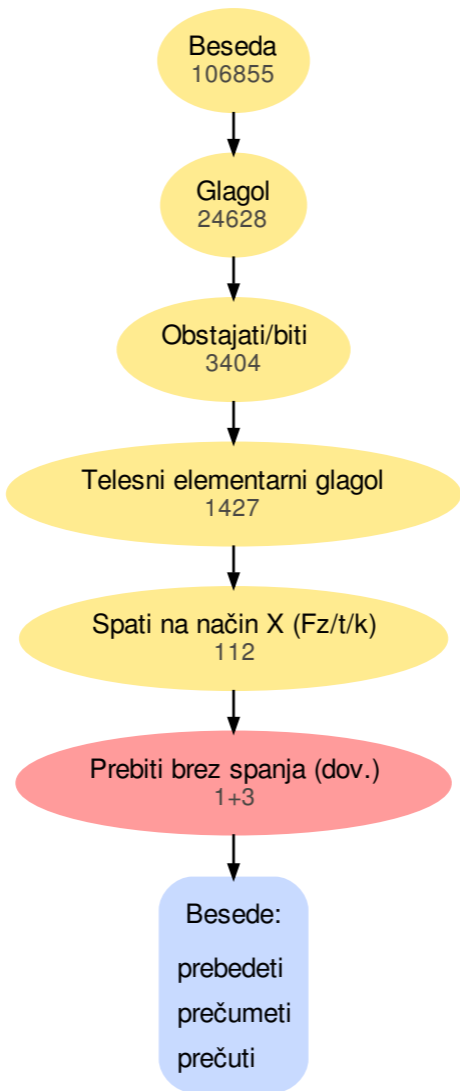 Beseda
106855
Glagol
24628
Obstajati/biti
3404
Telesni elementarni glagol
1427
Spati na način X (Fz/t/k)
112
Prebiti brez spanja (dov.)
1+3
Besede:
prebedeti
prečumeti
prečuti